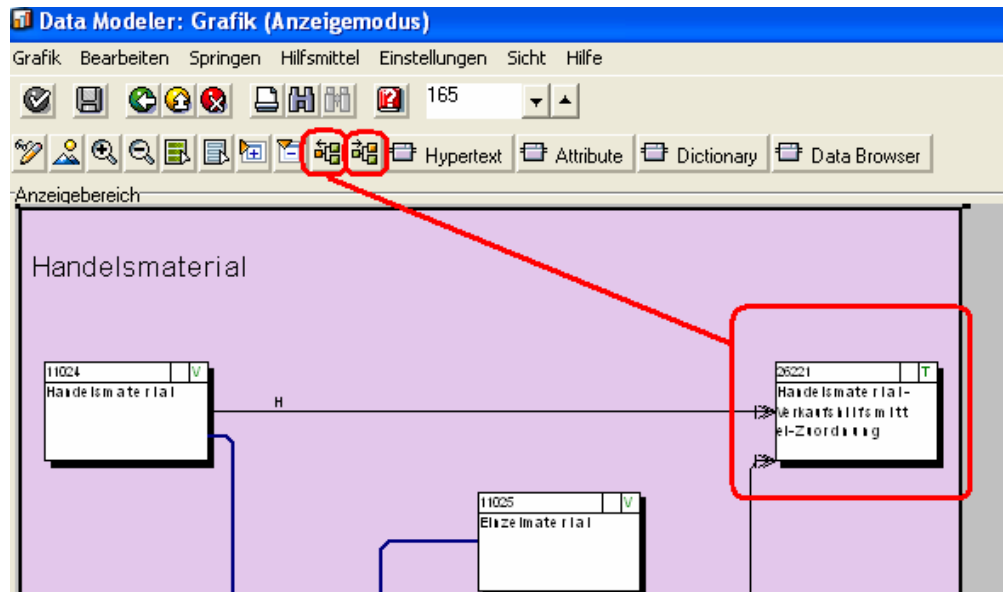 Data Modeler: Grafik (Anzeigemodus)
Grafik Bearbeiten Springen Hilfsmittel Einstellungen Sicht Hilfe
165
Hypertext Attribute Dictionary Data Browser
Anzeigebereich
Handelsmaterial
11024 V
Handelsmaterial
H
26221 T
Handelsmaterial-
Verkaufshilfsmitt
el-Zuordnung
11025 V
Einzelmaterial